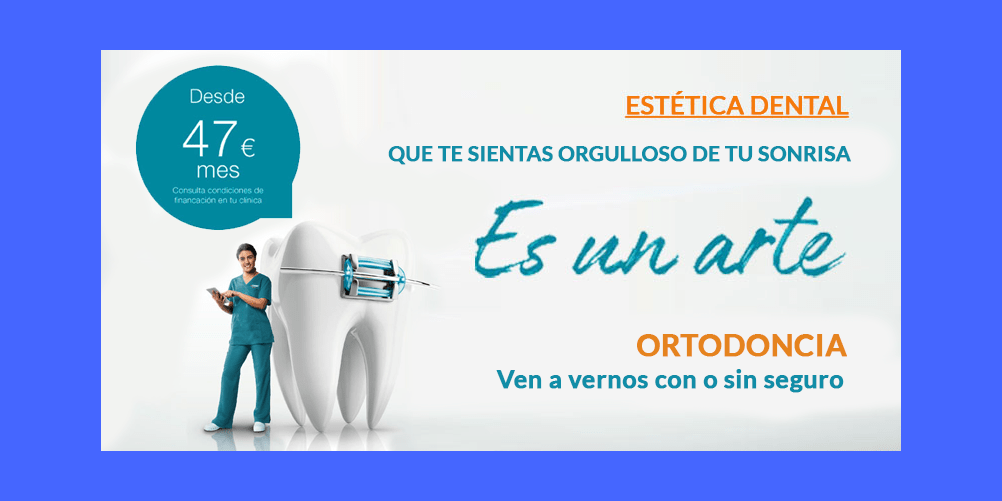 Desde
47€
mes
Consulta condiciones de
financación en tu clínica
ESTÉTICA DENTAL
QUE TE SIENTAS ORGULLOSO DE TU SONRISA
Es un arte
ORTODONCIA
Ven a vernos con o sin seguro